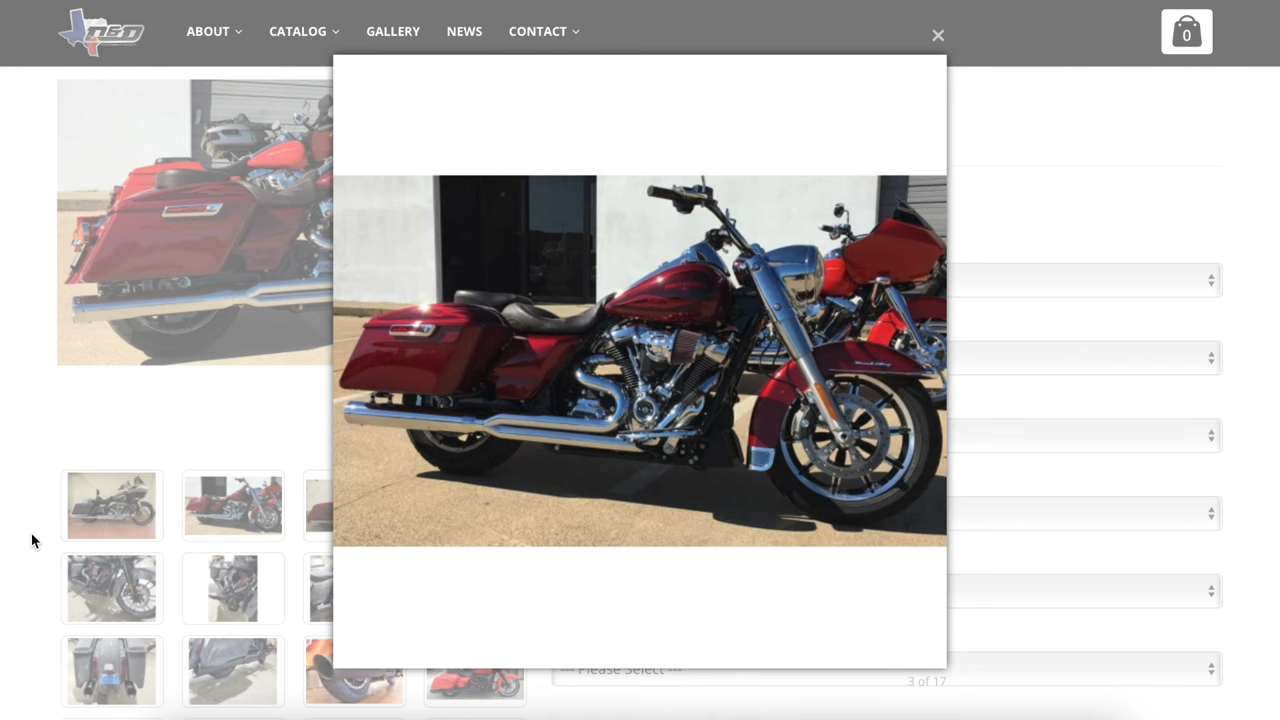 D&D
ABOUT
CATALOG
GALLERY
NEWS
CONTACT
×
0
--- Please Select ---
3 of 17